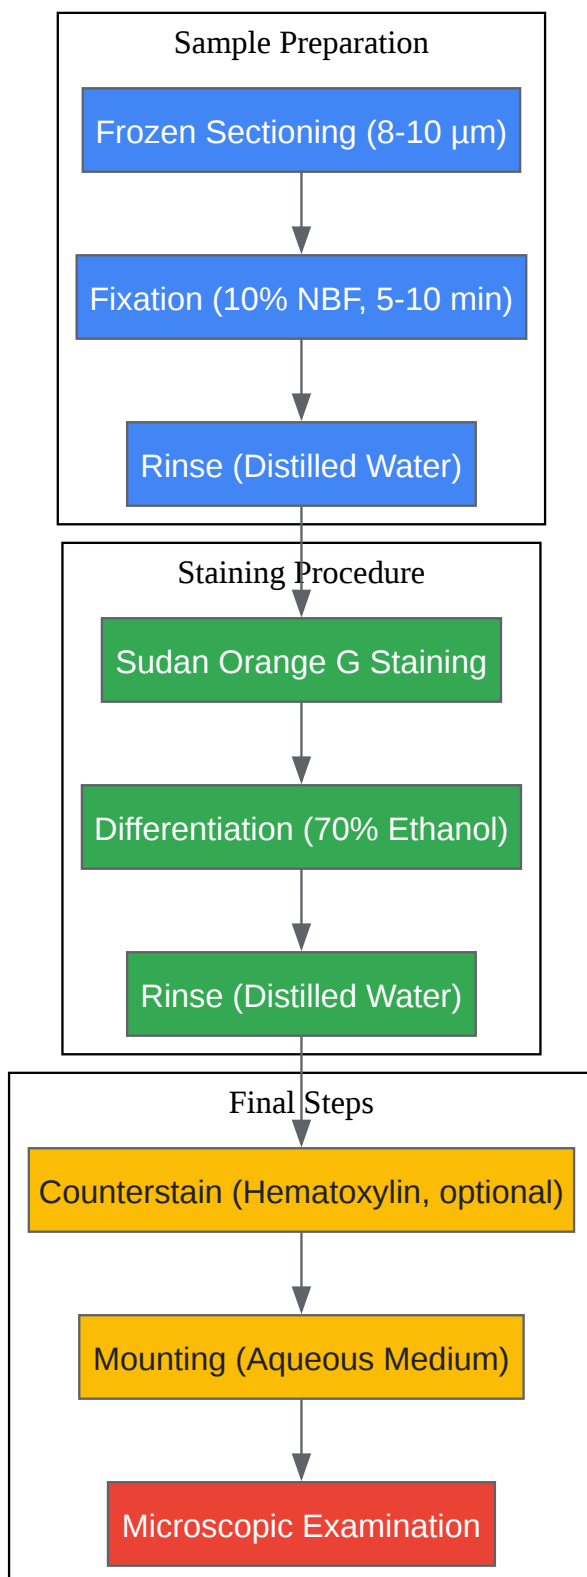 Sample Preparation
Frozen Sectioning (8-10 µm)
Fixation (10% NBF, 5-10 min)
Rinse (Distilled Water)
Staining Procedure
Sudan Orange G Staining
Differentiation (70% Ethanol)
Rinse (Distilled Water)
Final Steps
Counterstain (Hematoxylin, optional)
Mounting (Aqueous Medium)
Microscopic Examination